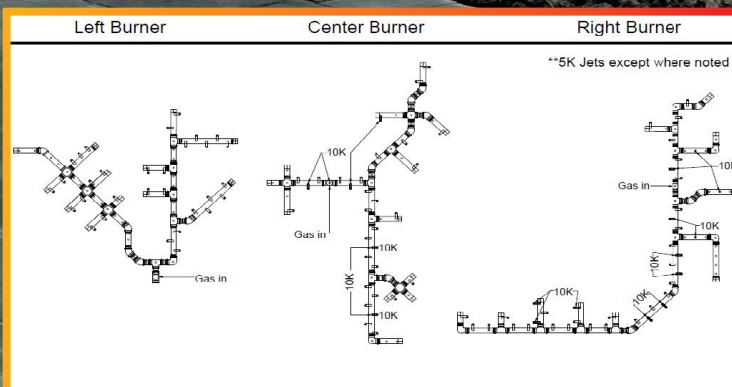 Left Burner
Center Burner
Right Burner
**5K Jets except where noted
10K
10K
Gas in
Gas in
10K
Gas in
10K
10K
10K
10K
10K
10K